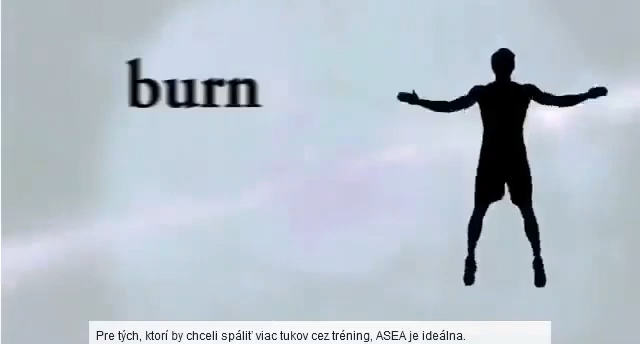 burn
Pre tých, ktorí by chceli spáliť viac tukov cez tréning, ASEA je ideálna.